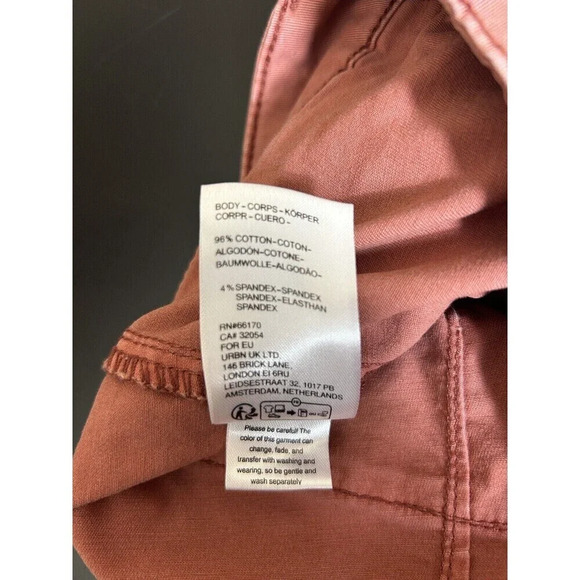 BODY-CORPS-KÖRPER
CORPR-CUERO-
96% COTTON-COTON-
ALGODÓN-COTONE-
BAUMWOLLE-ALGODÃO-
4% SPANDEX-SPANDEX
SPANDEX-ELASTHAN
SPANDEX
RN#66170
CA# 32054
FOR EU
URBN UK LTD.
146 BRICK LANE,
LONDON E1 6RU
LEIDSESTRAAT 32, 1017 PB
AMSTERDAM, NETHERLANDS
FR
Please be careful! The
color of this garment can
change, fade, and
transfer with washing and
wearing, so be gentle and
wash separately